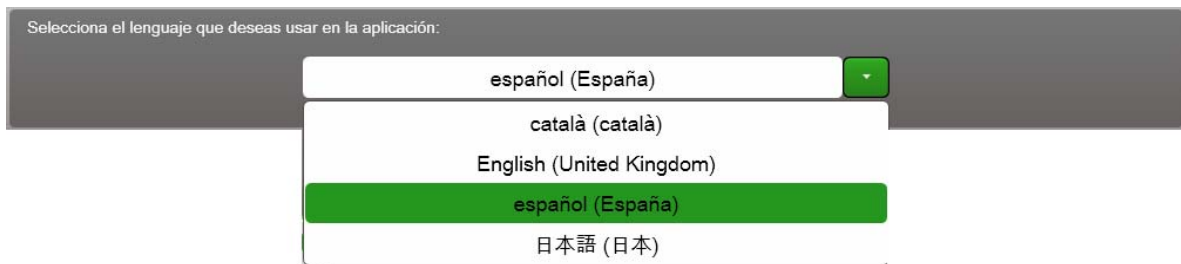 Selecciona el lenguaje que deseas usar en la aplicación:
español (España)
català (català)
English (United Kingdom)
español (España)
日本語 (日本)